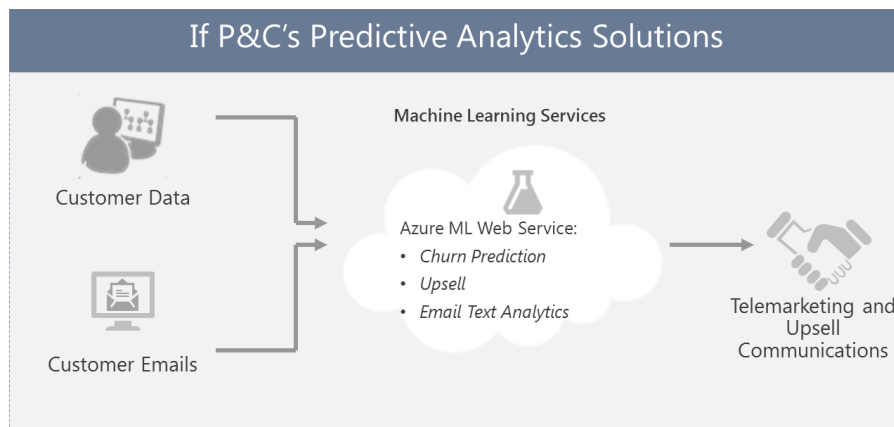 If P&C's Predictive Analytics Solutions
Customer Data
Customer Emails
Machine Learning Services
Azure ML Web Service:
• Churn Prediction
• Upsell
• Email Text Analytics
Telemarketing and
Upsell
Communications